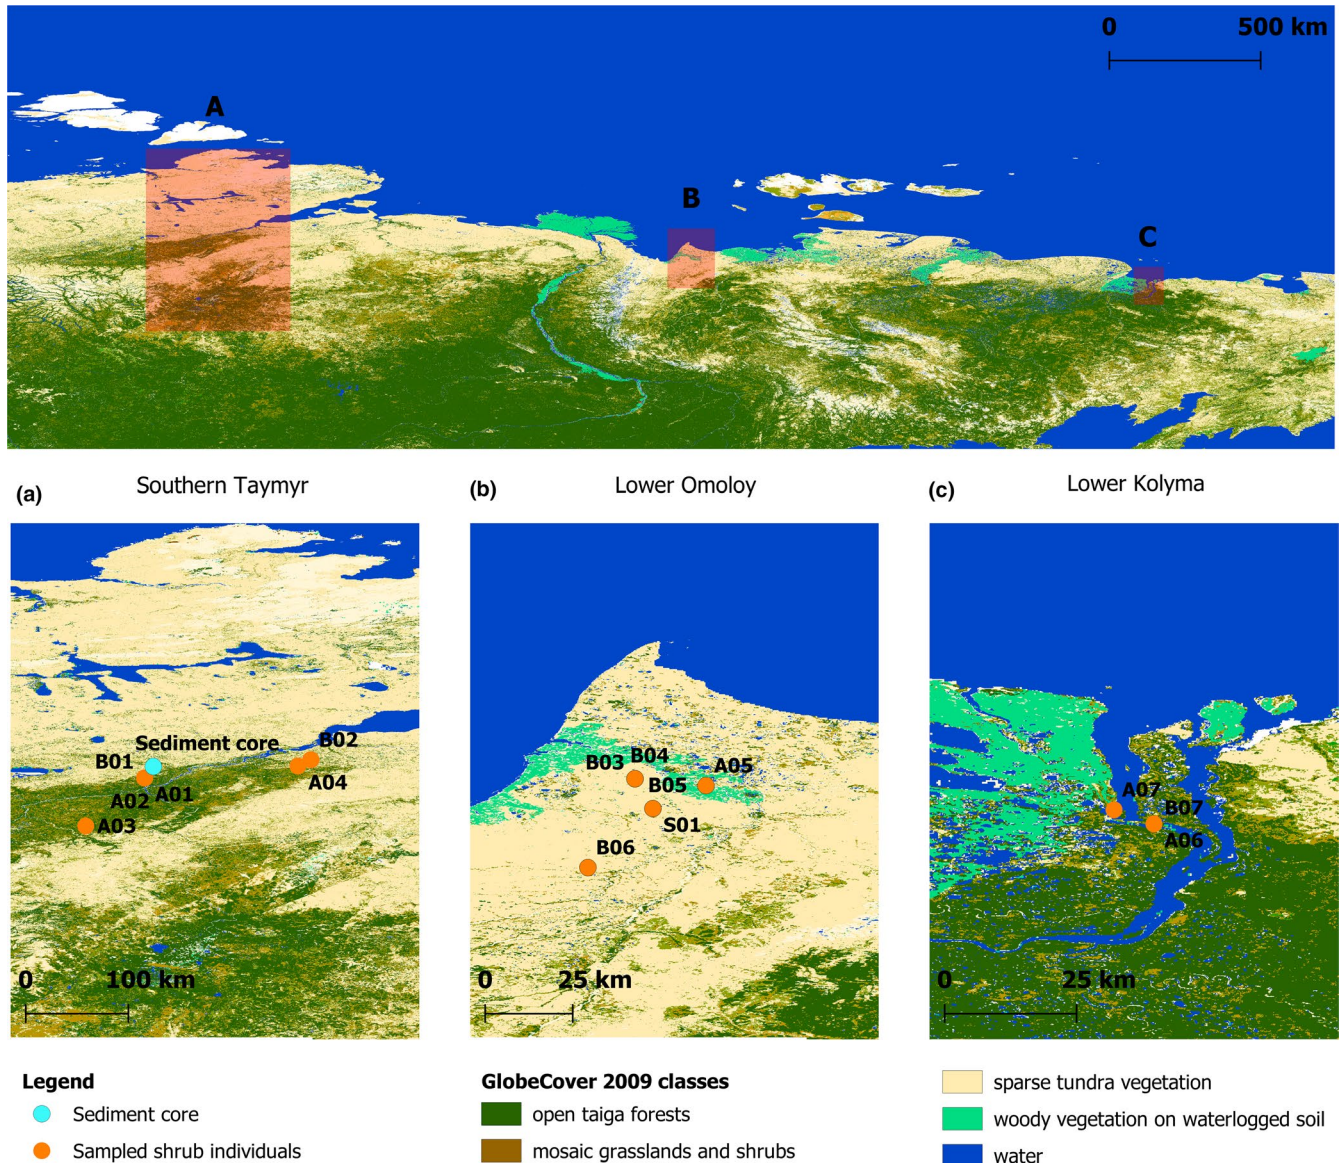 0 500 km
A
B
C
(a) Southern Taymyr
(b) Lower Omoloy
(c) Lower Kolyma
Sediment core
B01
B02
A02
A01
A04
A03
0 100 km
B03
B04
B05
A05
S01
B06
0 25 km
A07
B07
A06
0 25 km
Legend
Sediment core
Sampled shrub individuals
GlobeCover 2009 classes
open taiga forests
mosaic grasslands and shrubs
sparse tundra vegetation
woody vegetation on waterlogged soil
water